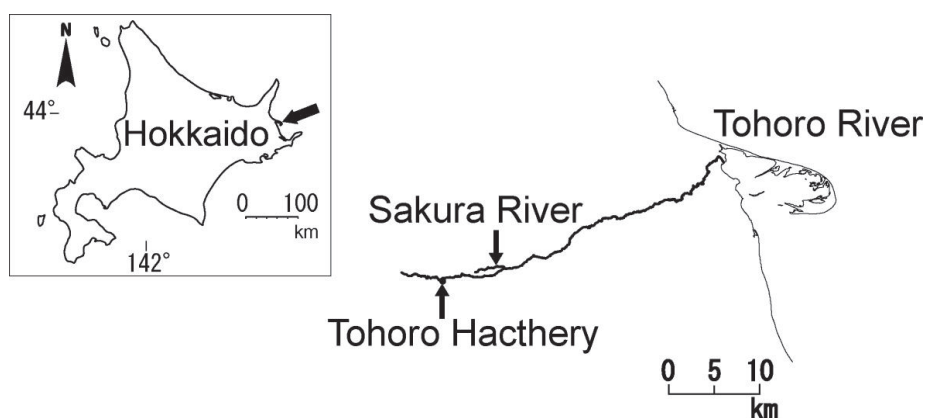 N
44°
Hokkaido
0 100
km
142°
Tohoro River
Sakura River
Tohoro Hacthery
0 5 10
km